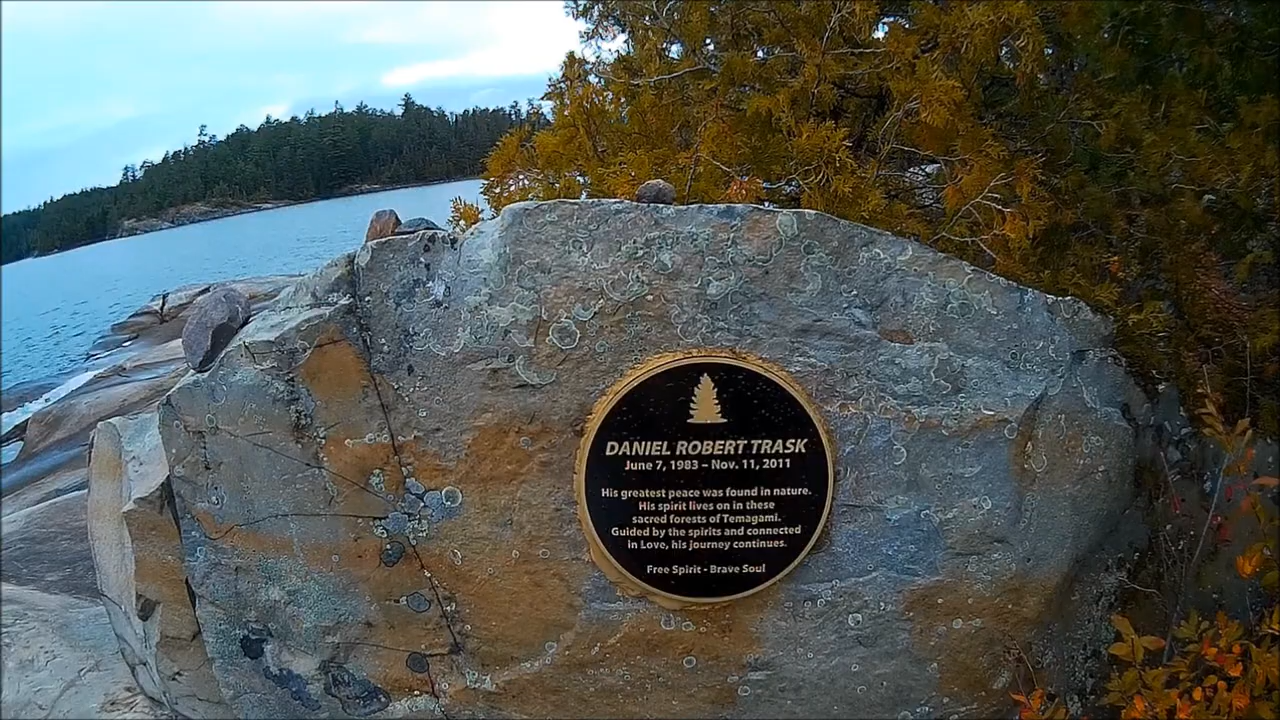 DANIEL ROBERT TRASK
June 7, 1983 – Nov. 11, 2011
His greatest peace was found in nature.
His spirit lives on in these
sacred forests of Temagami.
Guided by the spirits and connected
in Love, his journey continues.
Free Spirit - Brave Soul